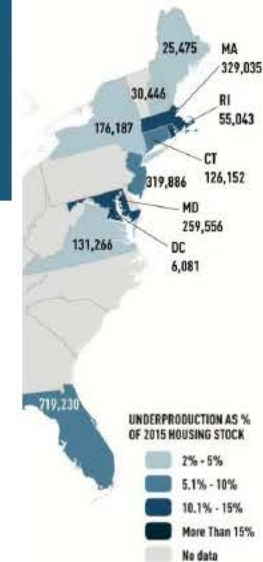 25,475
MA
329,035
30,446
RI
55,043
176,187
CT
126,152
319,886
MD
259,556
131,266
DC
6,081
719,230
UNDERPRODUCTION AS %
OF 2015 HOUSING STOCK
2% - 5%
5.1% - 10%
10.1% - 15%
More Than 15%
No data